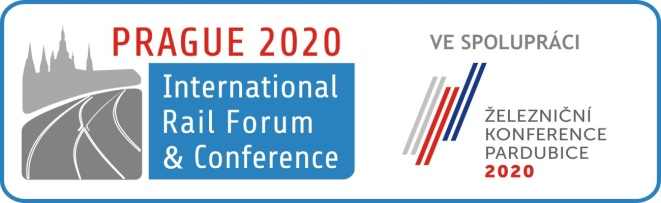 PRAGUE 2020
International
Rail Forum
& Conference
VE SPOLUPRÁCI
ŽELEZNIČNÍ
KONFERENCE
PARDUBICE
2020